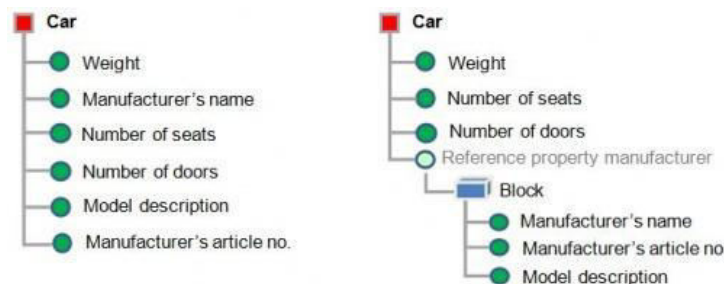 Car
Weight
Manufacturer's name
Number of seats
Number of doors
Model description
Manufacturer's article no.
Car
Weight
Number of seats
Number of doors
Reference property manufacturer
Block
Manufacturer's name
Manufacturer's article no
Model description